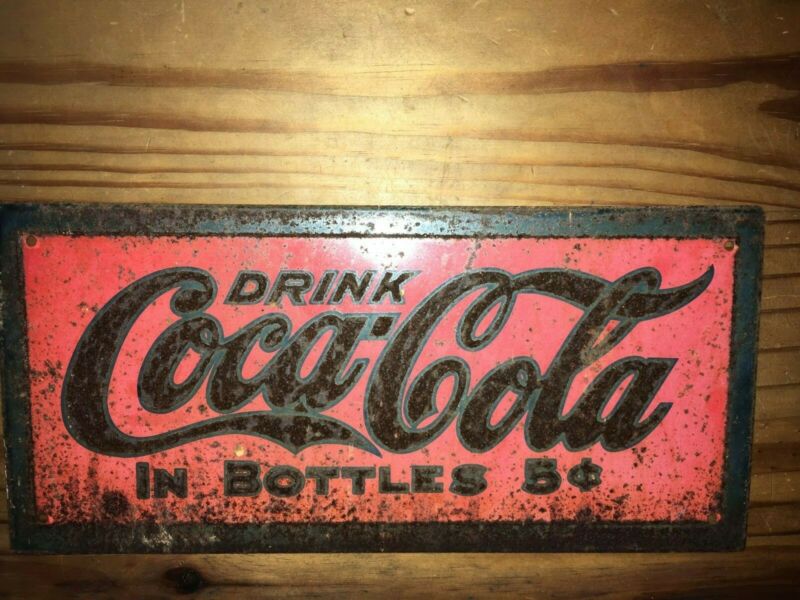 DRINK
Coca-Cola
IN BOTTLES 5¢